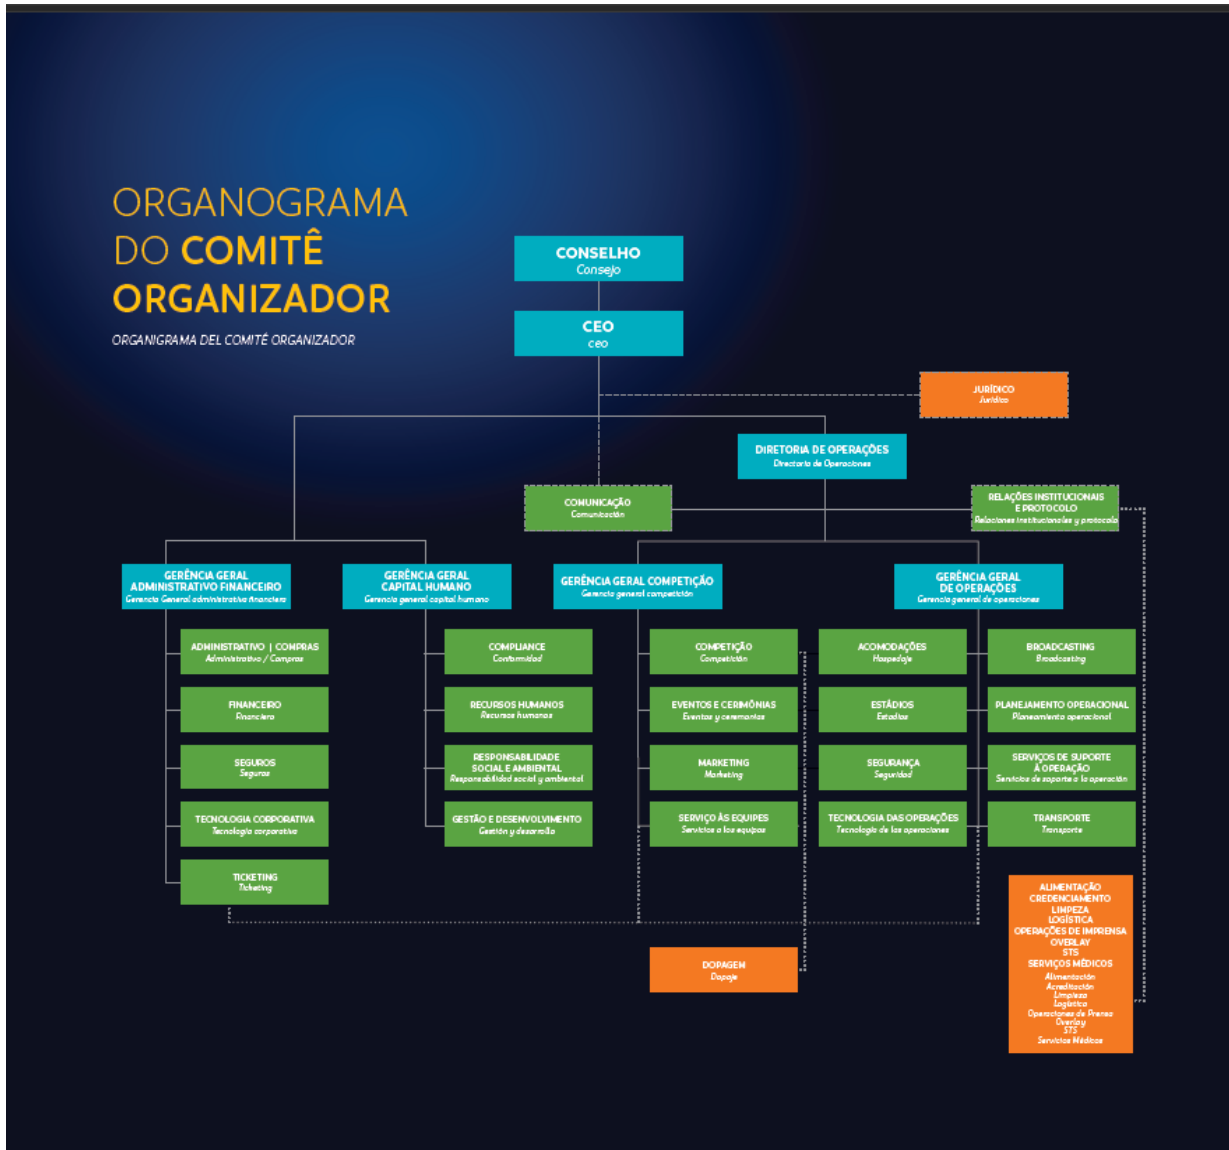 ORGANOGRAMA
DO COMITÊ
ORGANIZADOR
ORGANIGRAMA DEL COMITÉ ORGANIZADOR
CONSELHO
Consejo
CEO
ceo
JURÍDICO
Jurídico
DIRETORIA DE OPERAÇÕES
Directoria de Operaciones
COMUNICAÇÃO
Comunicación
RELAÇÕES INSTITUCIONAIS
E PROTOCOLO
Relaciones institucionales y protocolo
GERÊNCIA GERAL
ADMINISTRATIVO FINANCEIRO
Gerencia General administrativa financiera
GERÊNCIA GERAL
CAPITAL HUMANO
Gerencia general capital humano
GERÊNCIA GERAL COMPETIÇÃO
Gerencia general competición
GERÊNCIA GERAL
DE OPERAÇÕES
Gerencia general de operaciones
ADMINISTRATIVO | COMPRAS
Administrativo / Compras
FINANCEIRO
Financiero
SEGUROS
Seguros
TECNOLOGIA CORPORATIVA
Tecnología corporativa
TICKETING
Ticketing
COMPLIANCE
Conformidad
RECURSOS HUMANOS
Recursos humanos
RESPONSABILIDADE
SOCIAL E AMBIENTAL
Responsabilidad social y ambiental
GESTÃO E DESENVOLVIMENTO
Gestión y desarrollo
COMPETIÇÃO
Competición
EVENTOS E CERIMÔNIAS
Eventos y ceremonias
MARKETING
Marketing
SERVIÇO ÀS EQUIPES
Servicios a los equipos
ACOMODAÇÕES
Hospedaje
ESTÁDIOS
Estadios
SEGURANÇA
Seguridad
TECNOLOGIA DAS OPERAÇÕES
Tecnología de las operaciones
BROADCASTING
Broadcasting
PLANEJAMENTO OPERACIONAL
Planeamiento operacional
SERVIÇOS DE SUPORTE
À OPERAÇÃO
Servicios de soporte a la operación
TRANSPORTE
Transporte
DOPAGEM
Dopaje
ALIMENTAÇÃO
CREDENCIAMENTO
LIMPEZA
LOGÍSTICA
OPERAÇÕES DE IMPRENSA
OVERLAY
STS
SERVIÇOS MÉDICOS
Alimentación
Acreditación
Limpieza
Logística
Operaciones de Prensa
Overlay
STS
Servicios Médicos